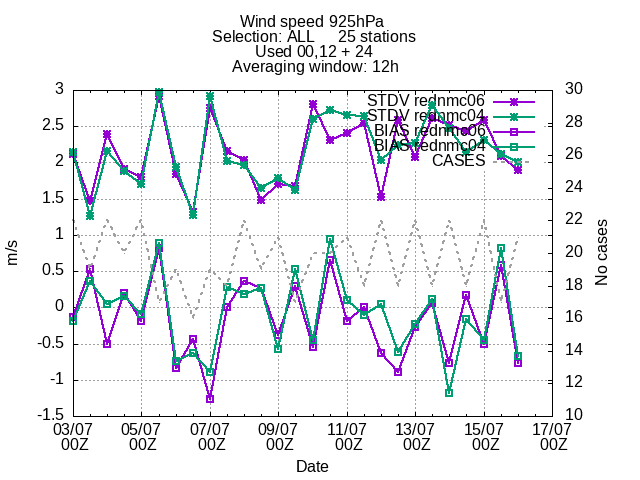 Wind speed 925hPa
Selection: ALL 25 stations
Used 00,12 + 24
Averaging window: 12h
STDV rednmc06
STDV rednmc04
BIAS rednmc06
BIAS rednmc04
CASES
3
2.5
2
1.5
1
0.5
0
-0.5
-1
-1.5
m/s
30
28
26
24
22
20
18
16
14
12
10
No cases
03/07 05/07 07/07 09/07 11/07 13/07 15/07 17/07
00Z 00Z 00Z 00Z 00Z 00Z 00Z 00Z
Date